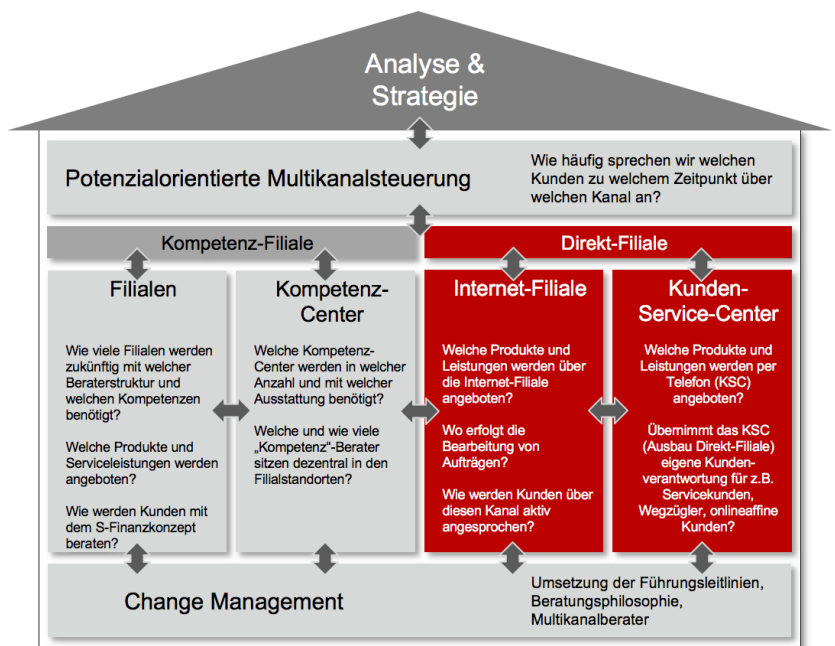 Analyse &
Strategie
Potenzialorientierte Multikanalsteuerung
Wie häufig sprechen wir welchen
Kunden zu welchem Zeitpunkt über
welchen Kanal an?
Kompetenz-Filiale
Direkt-Filiale
Filialen
Wie viele Filialen werden
zukünftig mit welcher
Beraterstruktur und
welchen Kompetenzen
benötigt?
Welche Produkte und
Serviceleistungen werden
angeboten?
Wie werden Kunden mit
dem S-Finanzkonzept
beraten?
Kompetenz-
Center
Welche Kompetenz-
Center werden in welcher
Anzahl und mit welcher
Ausstattung benötigt?
Welche und wie viele
„Kompetenz“-Berater
sitzen dezentral in den
Filialstandorten?
Internet-Filiale
Welche Produkte und
Leistungen werden über
die Internet-Filiale
angeboten?
Wo erfolgt die
Bearbeitung von
Aufträgen?
Wie werden Kunden über
diesen Kanal aktiv
angesprochen?
Kunden-
Service-Center
Welche Produkte und
Leistungen werden per
Telefon (KSC)
angeboten?
Übernimmt das KSC
(Ausbau Direkt-Filiale)
eigene Kunden-
verantwortung für z.B.
Servicekunden,
Wegzügler, onlineaffine
Kunden?
Change Management
Umsetzung der Führungsleitlinien,
Beratungsphilosophie,
Multikanalberater